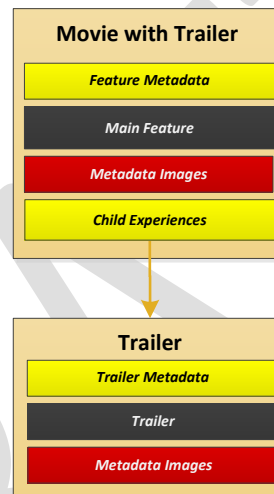 Movie with Trailer
Feature Metadata
Main Feature
Metadata Images
Child Experiences
Trailer
Trailer Metadata
Trailer
Metadata Images